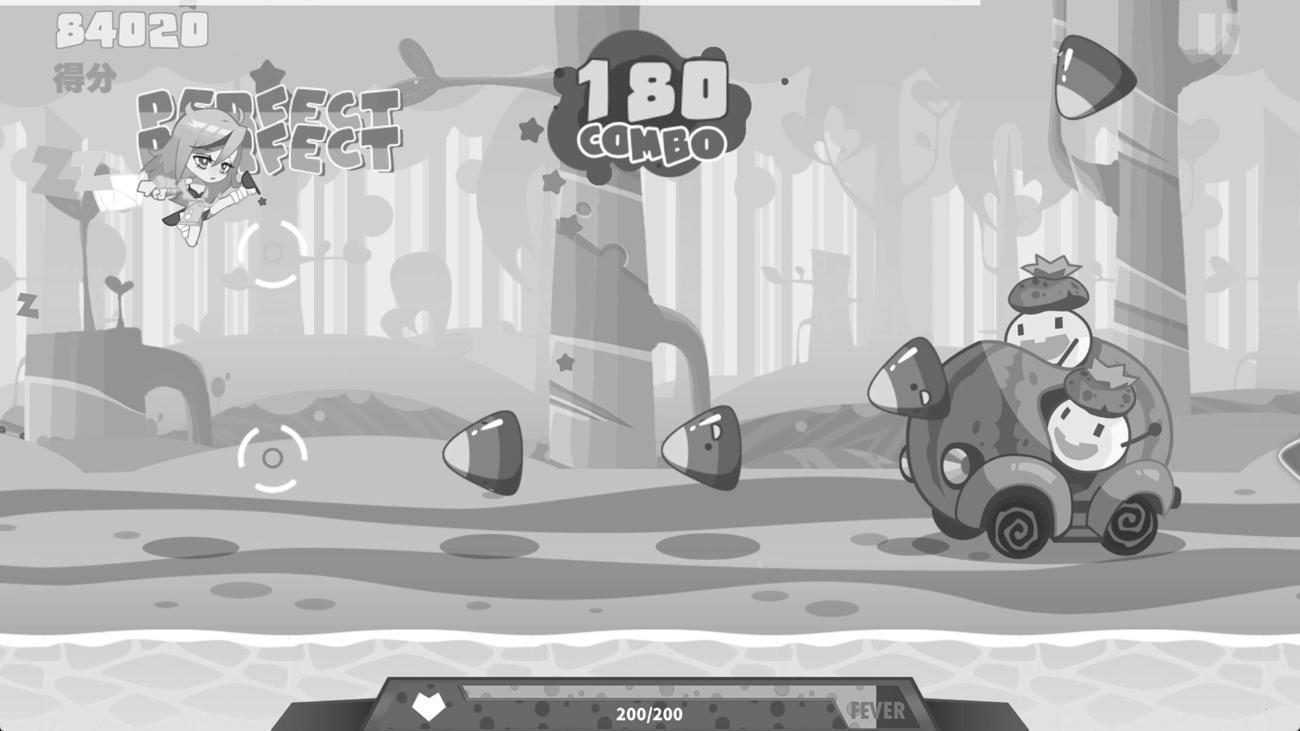 84020
得分
PERFECT
PERFECT
180
COMBO
Z
Z
Z
200/200
FEVER